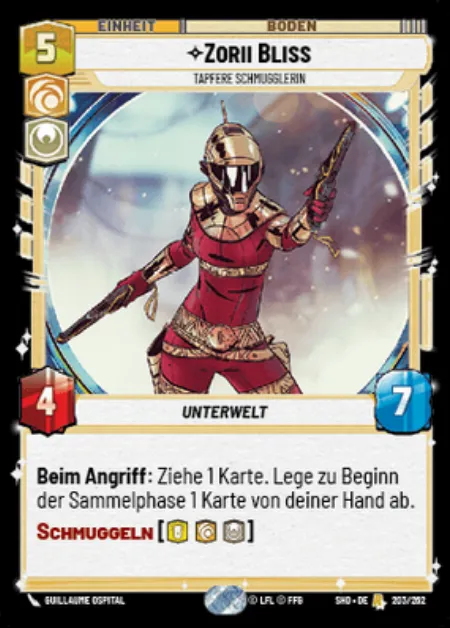 EINHEIT BODEN
5
ZORII BLISS
TAPFERE SCHMUGGLERIN
4
7
UNTERWELT
Beim Angriff: Ziehe 1 Karte. Lege zu Beginn
der Sammelphase 1 Karte von deiner Hand ab.
SCHMUGGELN [ ]
GUILLAUME OSPITAL © LFL © FFG SHD • DE R 203/262